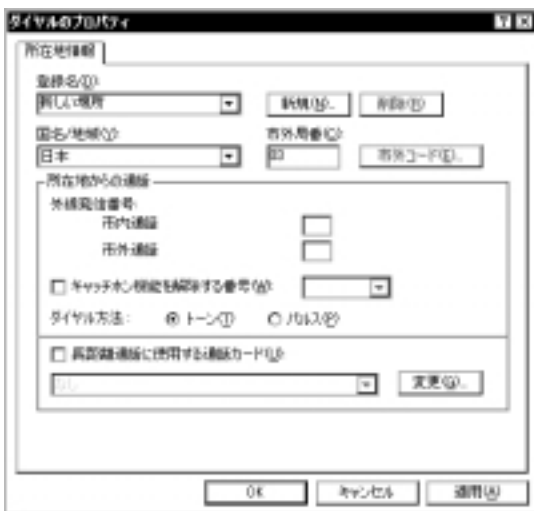 ダイヤルのプロパティ
所在地情報
登録名(D):
新しい場所
新規(N)...
削除(R)
国名/地域(Y):
市外局番(C):
日本
03
市外コード(E)...
所在地からの通話
外線発信番号:
市内通話
市外通話
キャッチホン機能を解除する番号(W):
ダイヤル方法: トーン(T) パルス(P)
長距離通話に使用する通話カード(U):
なし
変更(G)...
OK キャンセル 適用(A)